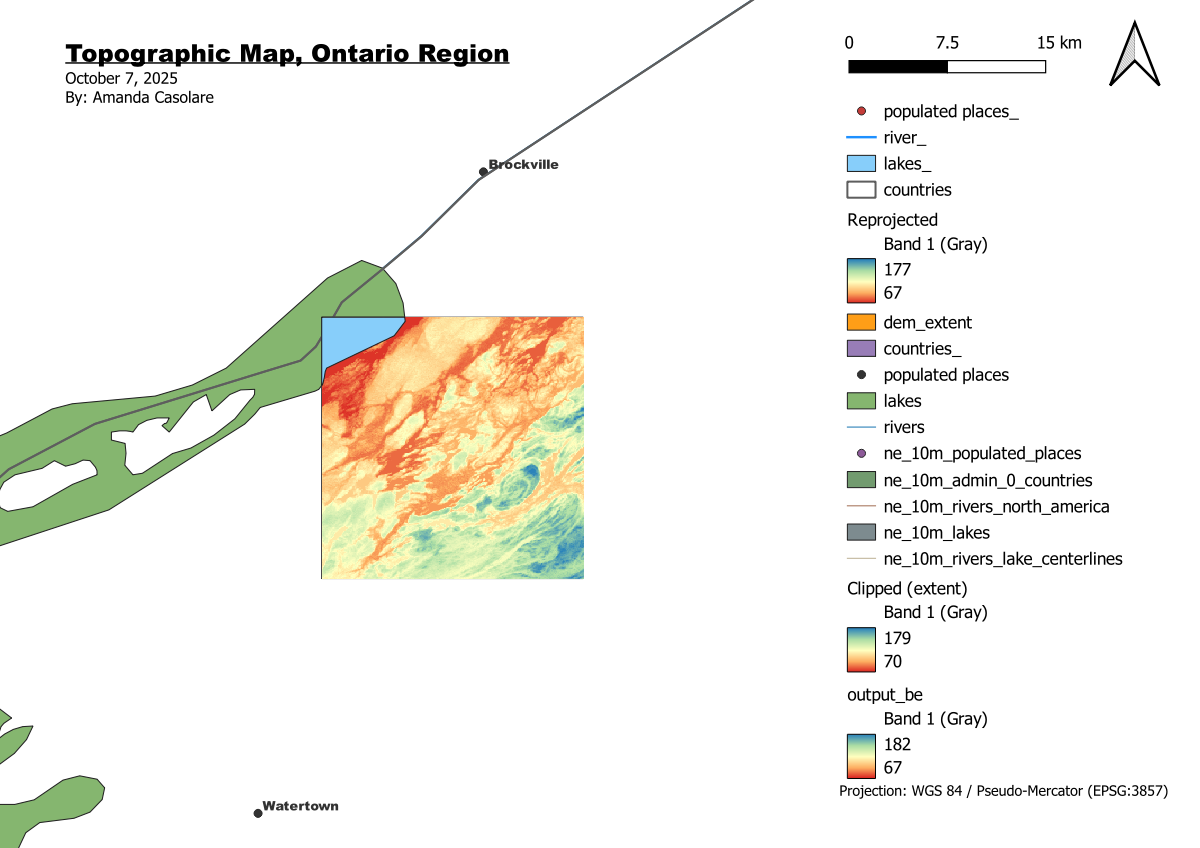 Topographic Map, Ontario Region
October 7, 2025
By: Amanda Casolare
0 7.5 15 km
Brockville
Watertown
populated places_
river_
lakes_
countries
Reprojected
Band 1 (Gray)
177
67
dem_extent
countries_
populated places
lakes
rivers
ne_10m_populated_places
ne_10m_admin_0_countries
ne_10m_rivers_north_america
ne_10m_lakes
ne_10m_rivers_lake_centerlines
Clipped (extent)
Band 1 (Gray)
179
70
output_be
Band 1 (Gray)
182
67
Projection: WGS 84 / Pseudo-Mercator (EPSG:3857)